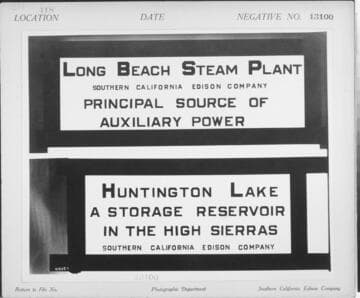 418
LOCATION DATE NEGATIVE NO. 13100
LONG BEACH STEAM PLANT
SOUTHERN CALIFORNIA EDISON COMPANY
PRINCIPAL SOURCE OF
AUXILIARY POWER
HUNTINGTON LAKE
A STORAGE RESERVOIR
IN THE HIGH SIERRAS
SOUTHERN CALIFORNIA EDISON COMPANY
13100
Return to File No. Photographic Department Southern California Edison Company